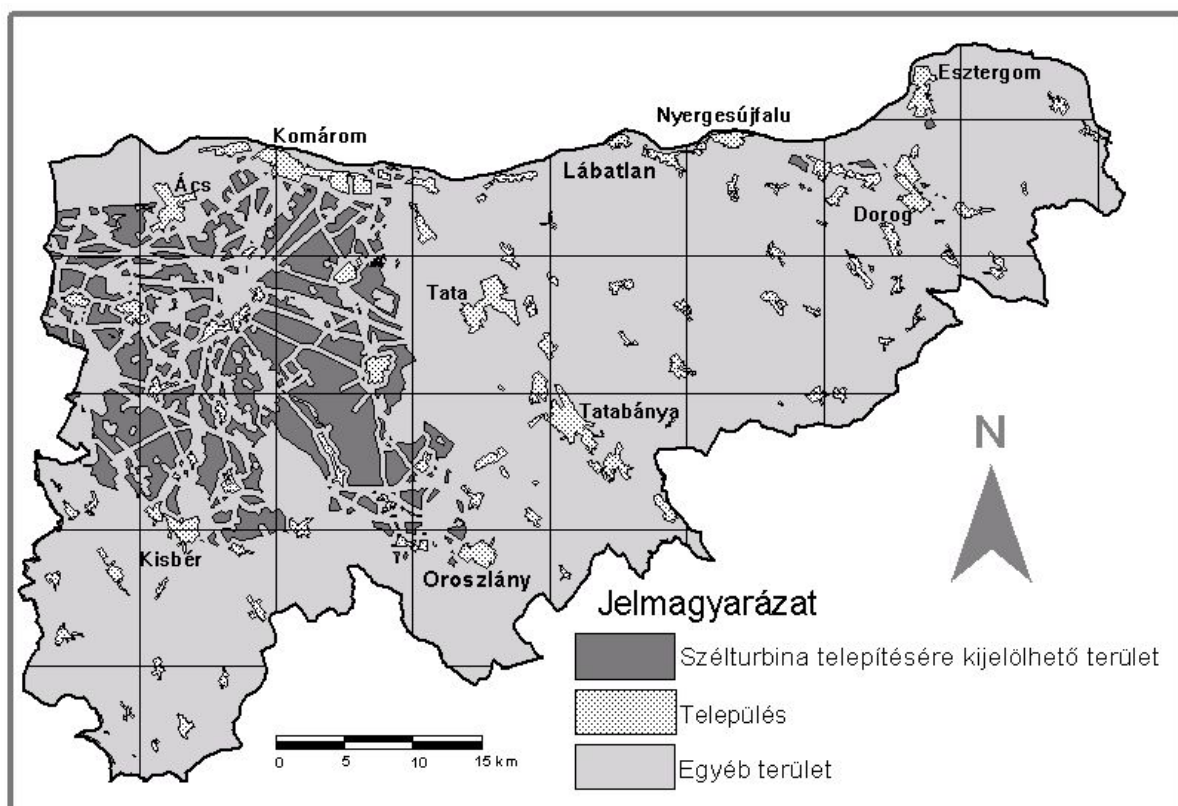 Esztergom
Nyergesújfalu
Komárom
Lábatlan
Ács
Dorog
Tata
Tatabánya
N
Kisbér
Oroszlány
Jelmagyarázat
Szélturbina telepítésére kijelölhető terület
Település
Egyéb terület
0 5 10 15 km